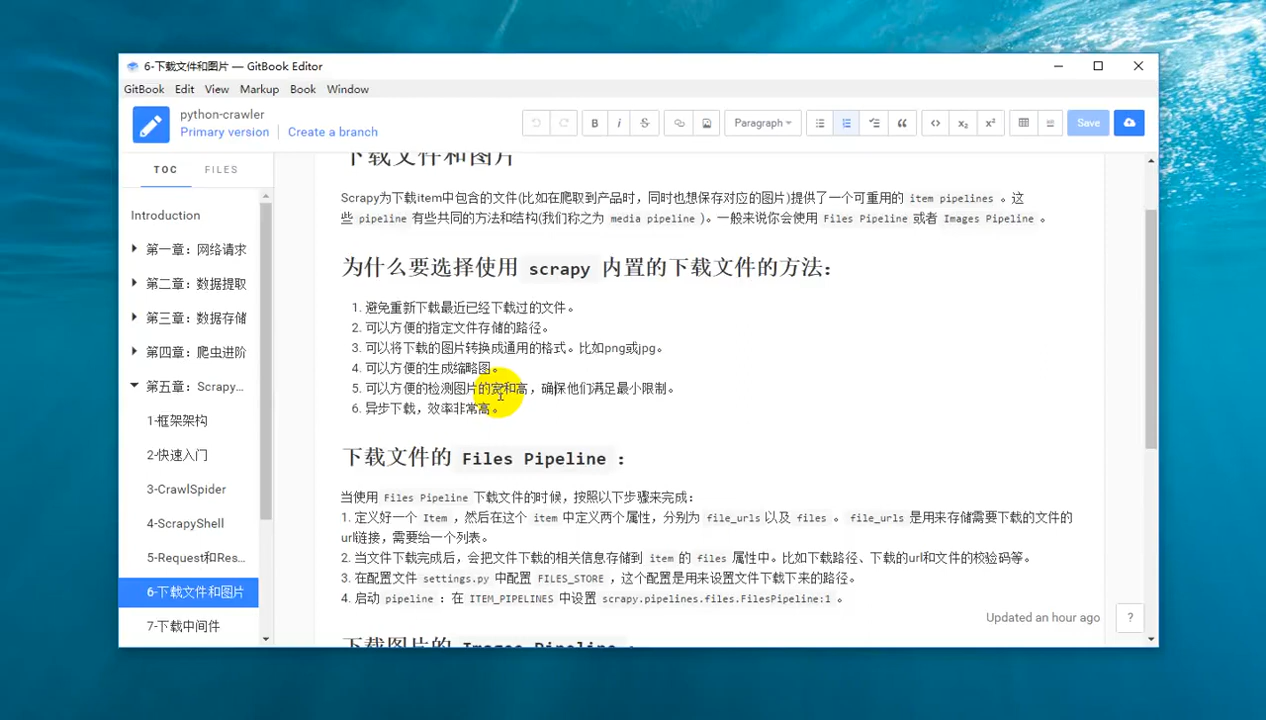 6-下载文件和图片 — GitBook Editor
GitBook Edit View Markup Book Window
python-crawler
Primary version Create a branch
B i S Paragraph x₂ x² Save
TOC FILES
Introduction
第一章：网络请求
第二章：数据提取
第三章：数据存储
第四章：爬虫进阶
第五章：Scrapy...
1-框架架构
2-快速入门
3-CrawlSpider
4-ScrapyShell
5-Request和Res...
6-下载文件和图片
7-下载中间件
下载文件和图片
Scrapy为下载item中包含的文件(比如在爬取到产品时，同时也想保存对应的图片)提供了一个可重用的 item pipelines 。这
些 pipeline 有些共同的方法和结构(我们称之为 media pipeline )。一般来说你会使用 Files Pipeline 或者 Images Pipeline 。
为什么要选择使用 scrapy 内置的下载文件的方法：
1. 避免重新下载最近已经下载过的文件。
2. 可以方便的指定文件存储的路径。
3. 可以将下载的图片转换成通用的格式。比如png或jpg。
4. 可以方便的生成缩略图。
5. 可以方便的检测图片的宽和高，确保他们满足最小限制。
6. 异步下载，效率非常高。
下载文件的 Files Pipeline ：
当使用 Files Pipeline 下载文件的时候，按照以下步骤来完成：
1. 定义好一个 Item ，然后在这个 item 中定义两个属性，分别为 file_urls 以及 files 。 file_urls 是用来存储需要下载的文件的
url链接，需要给一个列表。
2. 当文件下载完成后，会把文件下载的相关信息存储到 item 的 files 属性中。比如下载路径、下载的url和文件的校验码等。
3. 在配置文件 settings.py 中配置 FILES_STORE ，这个配置是用来设置文件下载下来的路径。
4. 启动 pipeline ：在 ITEM_PIPELINES 中设置 scrapy.pipelines.files.FilesPipeline:1 。
下载图片的 Images Pipeline ：
Updated an hour ago ?